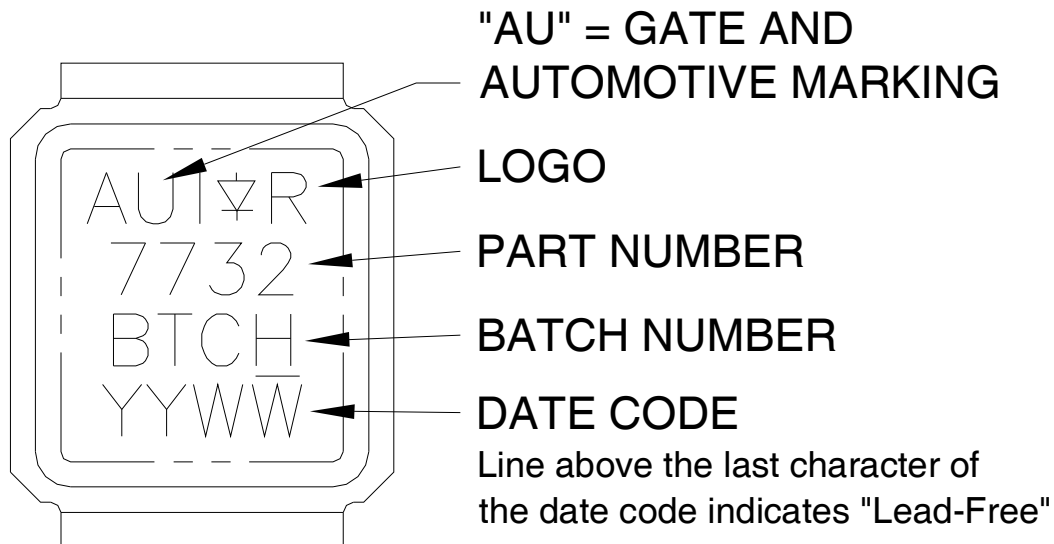 "AU" = GATE AND
AUTOMOTIVE MARKING
AUI R
LOGO
7732
PART NUMBER
BTCH
BATCH NUMBER
YYWW
DATE CODE
Line above the last character of
the date code indicates "Lead-Free"